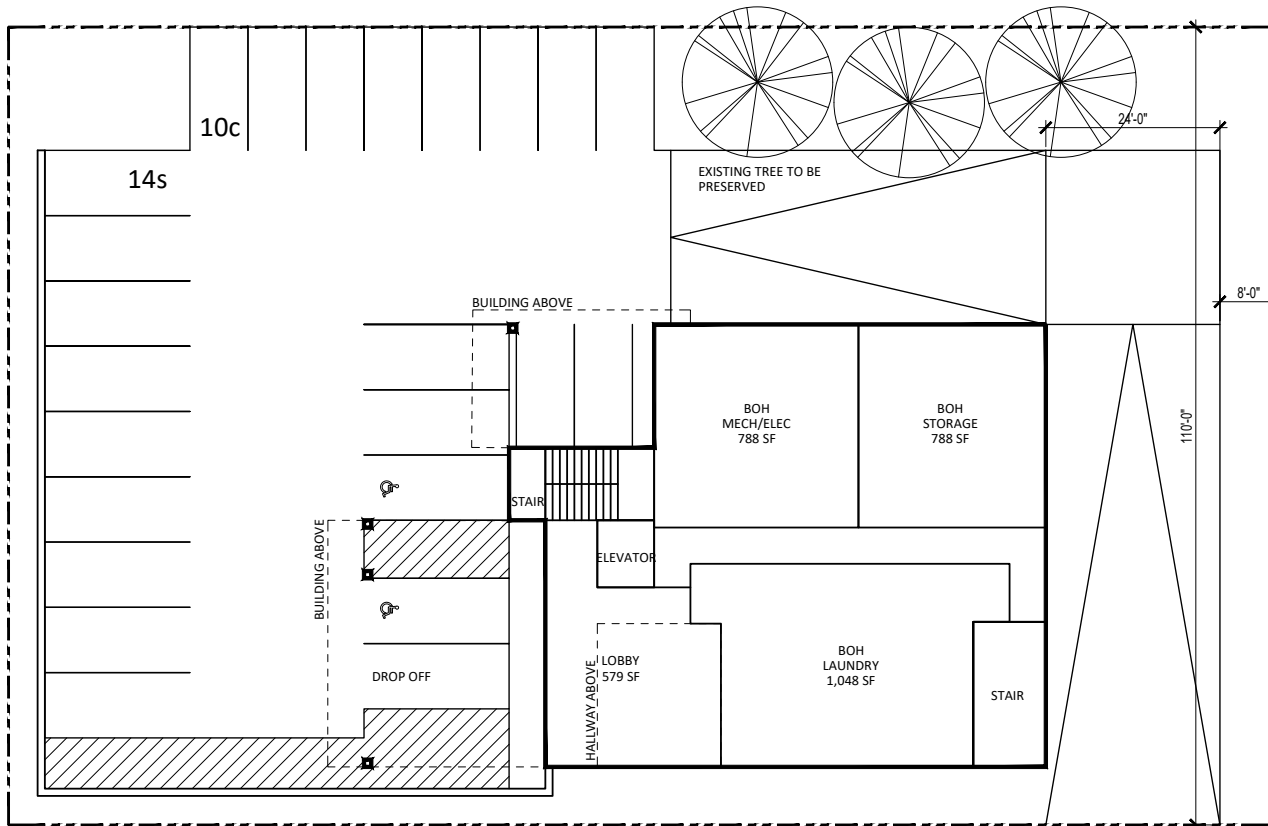 10c
24'-0"
14s
EXISTING TREE TO BE
PRESERVED
8'-0"
BUILDING ABOVE
110'-0"
BOH
MECH/ELEC
788 SF
BOH
STORAGE
788 SF
STAIR
BUILDING ABOVE
ELEVATOR
HALLWAY ABOVE
LOBBY
579 SF
BOH
LAUNDRY
1,048 SF
DROP OFF
STAIR